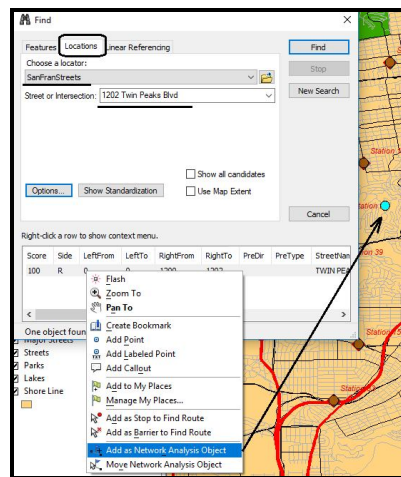 Find
Features Locations Linear Referencing
Find
Choose a locator:
Stop
SanFranStreets
New Search
Street or Intersection: 1202 Twin Peaks Blvd
Show all candidates
Options... Show Standardization Use Map Extent
Cancel
Right-click a row to show context menu.
Score Side LeftFrom LeftTo RightFrom RightTo PreDir PreType StreetNam
100 R 0 0 1200 1202 TWIN PEA
Flash
Zoom To
Pan To
Create Bookmark
Add Point
Add Labeled Point
Add Callout
Add to My Places
Manage My Places...
Add as Stop to Find Route
Add as Barrier to Find Route
Add as Network Analysis Object
Move Network Analysis Object
One object foun
Major Streets
Streets
Parks
Lakes
Shore Line
Station
tation
on 39
Station 15
Station